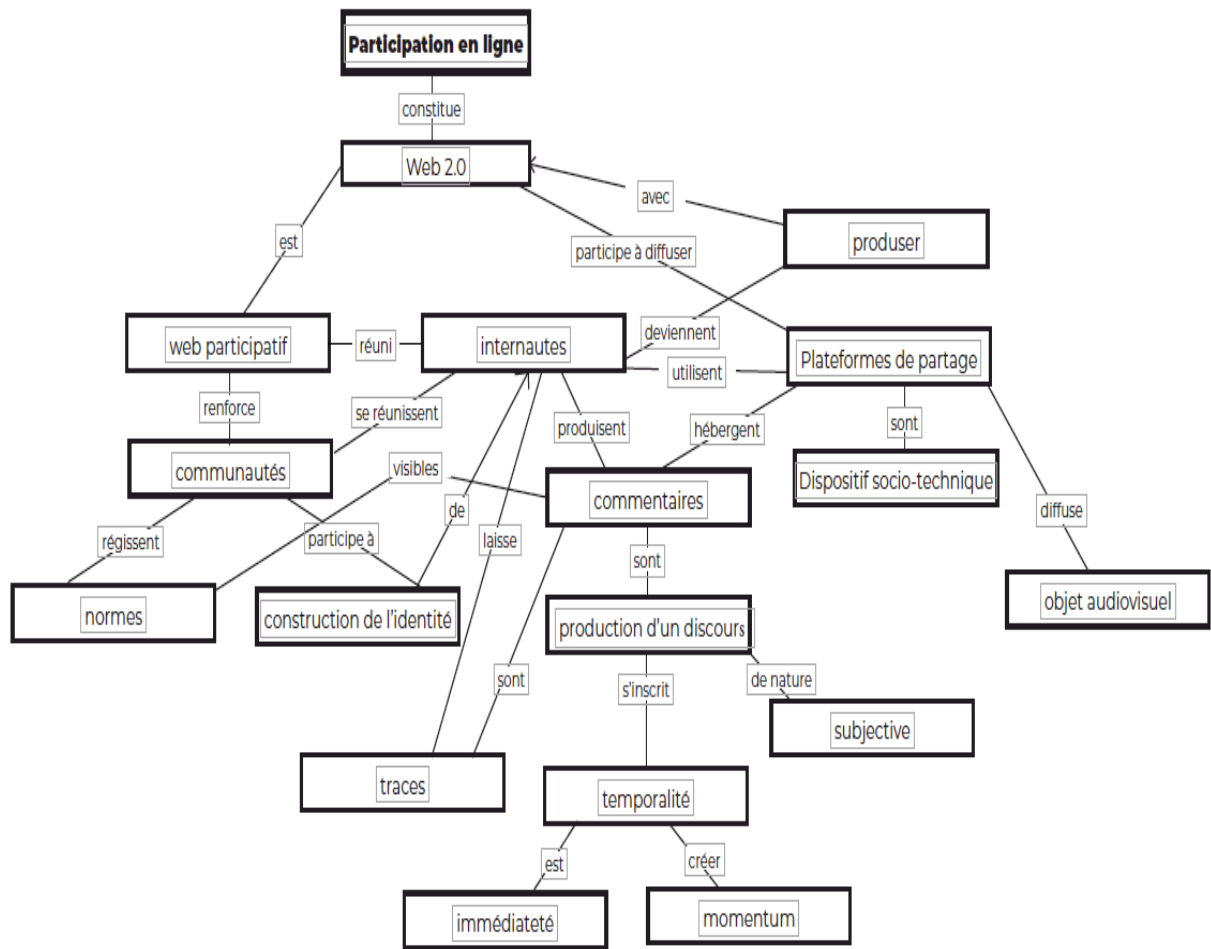 Participation en ligne
constitue
Web 2.0
avec
produser
est
participe à diffuser
web participatif
réuni
internautes
deviennent
utilisent
Plateformes de partage
renforce
se réunissent
produisent
hébergent
sont
communautés
visibles
commentaires
Dispositif socio-technique
régissent
participe à
de
laisse
sont
diffuse
normes
construction de l'identité
production d'un discours
objet audiovisuel
sont
s'inscrit
de nature
subjective
traces
temporalité
est
créer
immédiateté
momentum